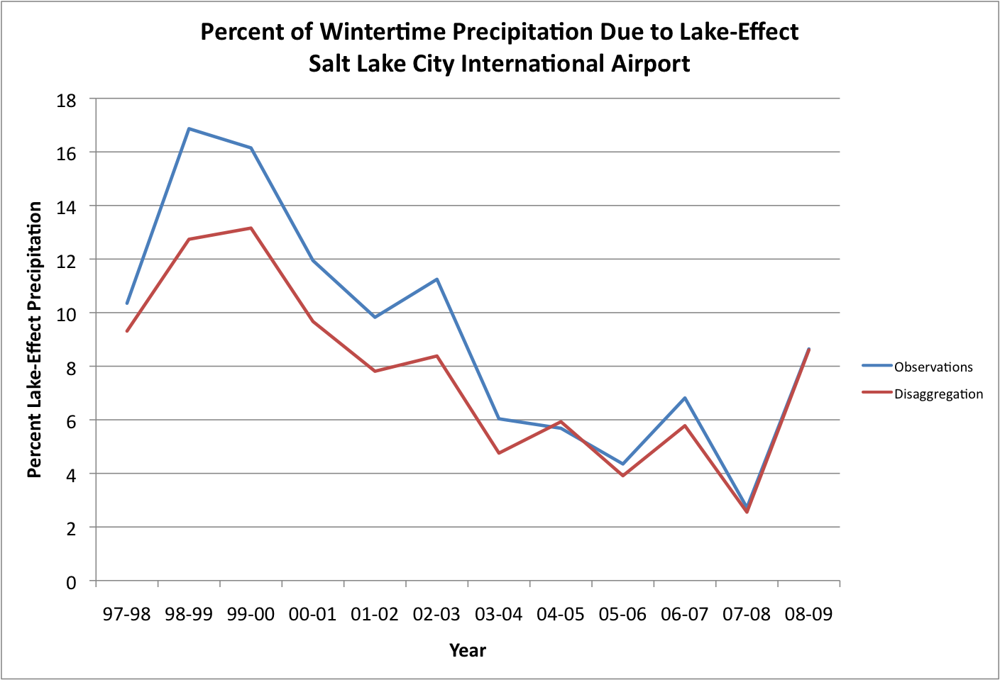 Percent of Wintertime Precipitation Due to Lake-Effect
Salt Lake City International Airport
Percent Lake-Effect Precipitation
18
16
14
12
10
8
6
4
2
0
97-98 98-99 99-00 00-01 01-02 02-03 03-04 04-05 05-06 06-07 07-08 08-09
Year
Observations
Disaggregation